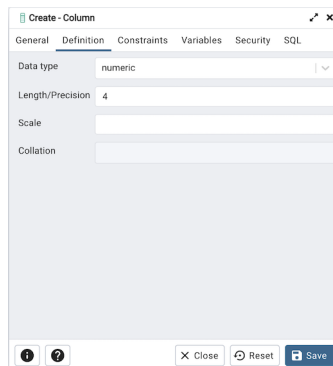 Create - Column
General Definition Constraints Variables Security SQL
Data type numeric
Length/Precision 4
Scale
Collation
Close Reset Save